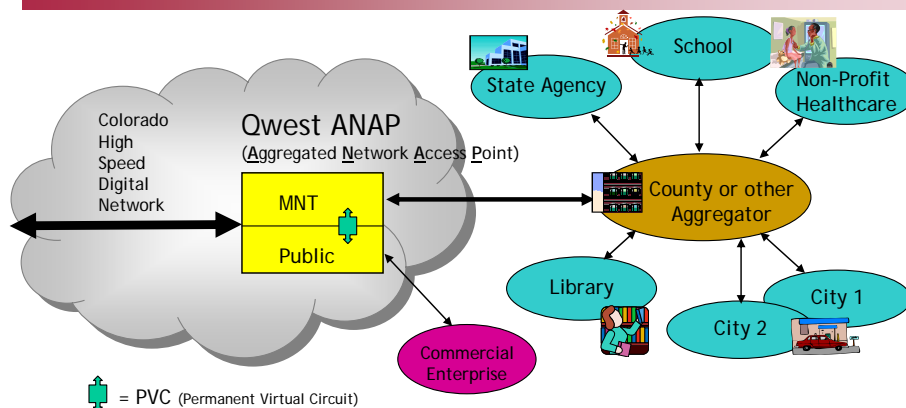 School
State Agency
Non-Profit
Healthcare
Colorado
High
Speed
Digital
Network
Qwest ANAP
(Aggregated Network Access Point)
MNT
Public
County or other
Aggregator
Library
City 1
City 2
Commercial
Enterprise
= PVC (Permanent Virtual Circuit)